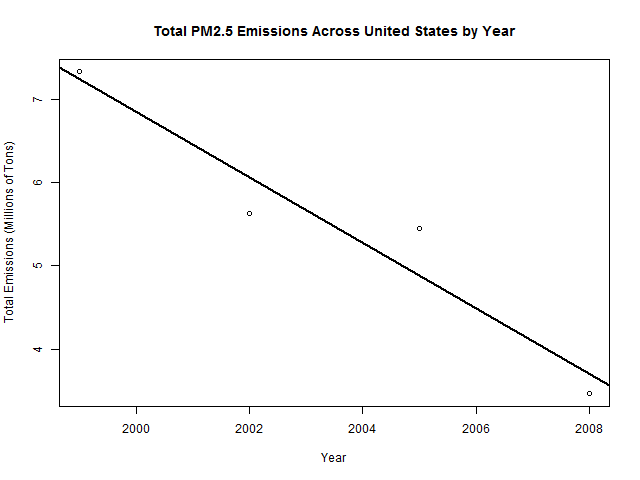 Total PM2.5 Emissions Across United States by Year
Total Emissions (Millions of Tons)
7
6
5
4
2000 2002 2004 2006 2008
Year